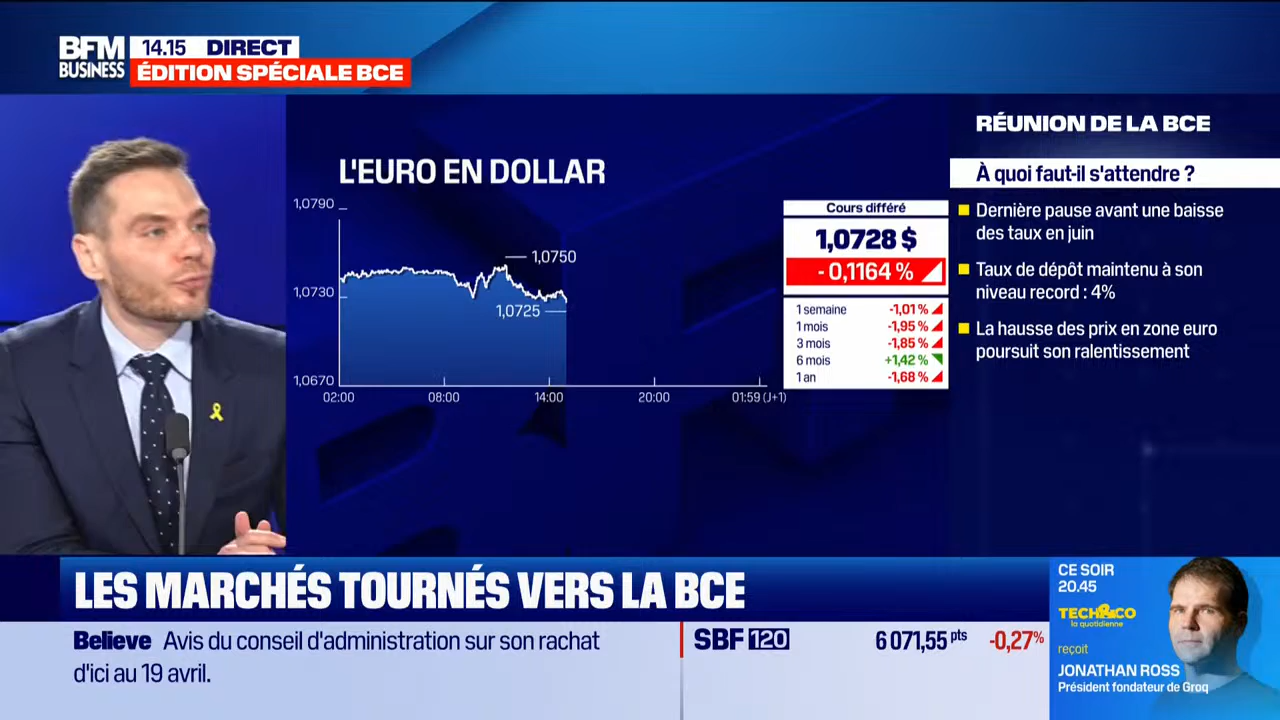 BFM
BUSINESS
14.15 DIRECT
ÉDITION SPÉCIALE BCE
L'EURO EN DOLLAR
1,0790
1,0730
1,0670
1,0750
1,0725
02:00
08:00
14:00
20:00
01:59 (J+1)
Cours différé
1,0728 $
- 0,1164 %
1 semaine -1,01 %
1 mois -1,95 %
3 mois -1,85 %
6 mois +1,42 %
1 an -1,68 %
RÉUNION DE LA BCE
À quoi faut-il s'attendre ?
Dernière pause avant une baisse
des taux en juin
Taux de dépôt maintenu à son
niveau record : 4%
La hausse des prix en zone euro
poursuit son ralentissement
LES MARCHÉS TOURNÉS VERS LA BCE
Believe Avis du conseil d'administration sur son rachat
d'ici au 19 avril.
SBF 120 6 071,55 pts -0,27%
CE SOIR
20.45
TECH&CO
la quotidienne
reçoit
JONATHAN ROSS
Président fondateur de Groq